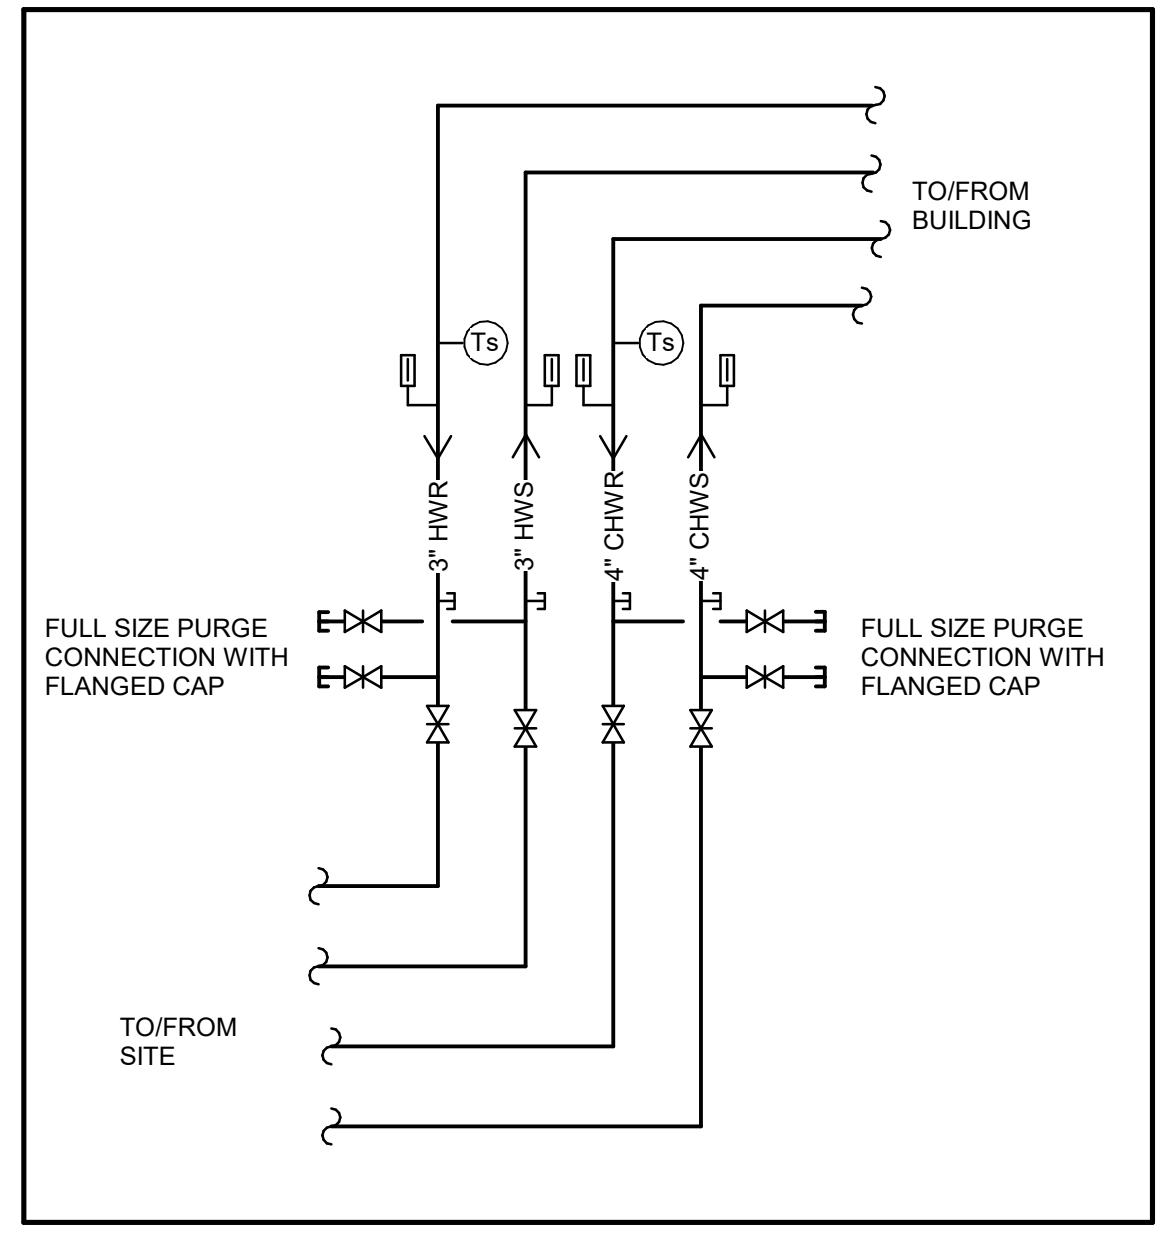 TO/FROM
BUILDING
Ts
Ts
3" HWR
3" HWS
4" CHWR
4" CHWS
FULL SIZE PURGE
CONNECTION WITH
FLANGED CAP
FULL SIZE PURGE
CONNECTION WITH
FLANGED CAP
TO/FROM
SITE